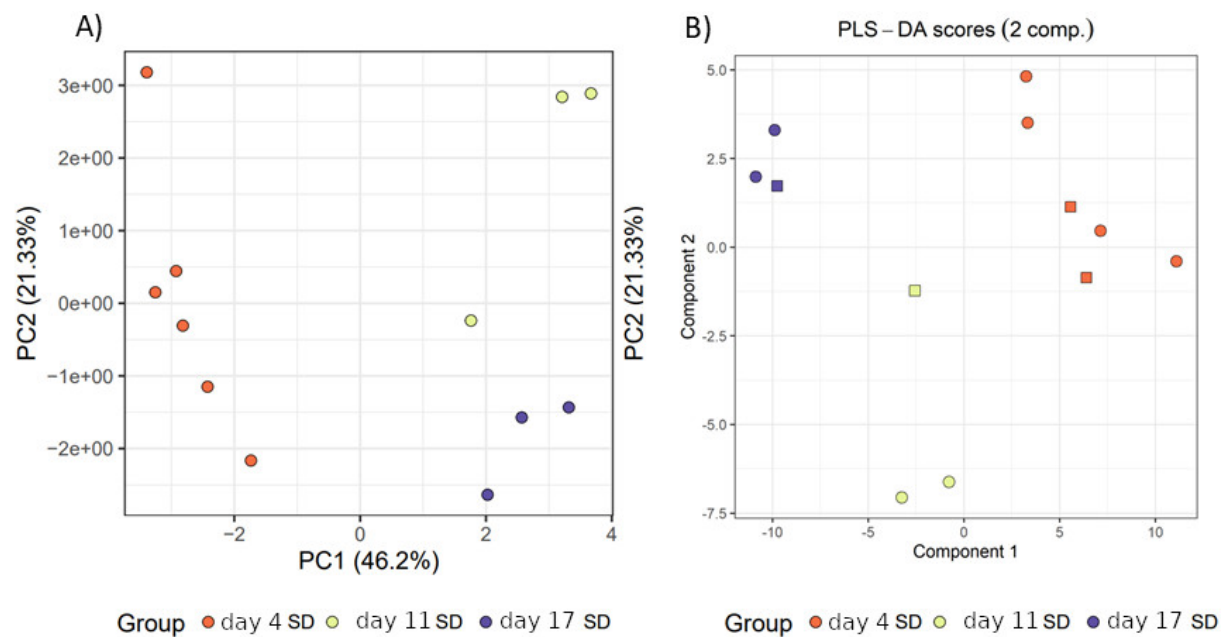 A)
3e+00
2e+00
1e+00
0e+00
−1e+00
−2e+00
PC2 (21.33%)
−2
0
2
4
PC1 (46.2%)
Group day 4 SD day 11 SD day 17 SD
B)
PLS – DA scores (2 comp.)
PC2 (21.33%)
5.0
2.5
0.0
-2.5
-5.0
-7.5
Component 2
-10
-5
0
5
10
Component 1
Group day 4 SD day 11 SD day 17 SD